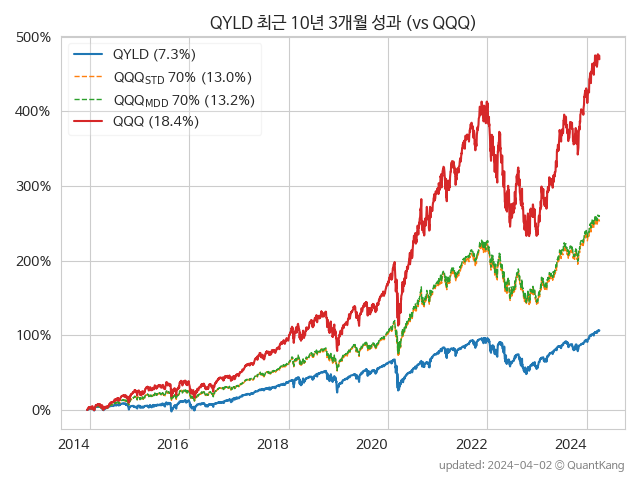 QYLD 최근 10년 3개월 성과 (vs QQQ)
500%
400%
300%
200%
100%
0%
QYLD (7.3%)
QQQSTD 70% (13.0%)
QQQMDD 70% (13.2%)
QQQ (18.4%)
2014 2016 2018 2020 2022 2024
updated: 2024-04-02 © QuantKang